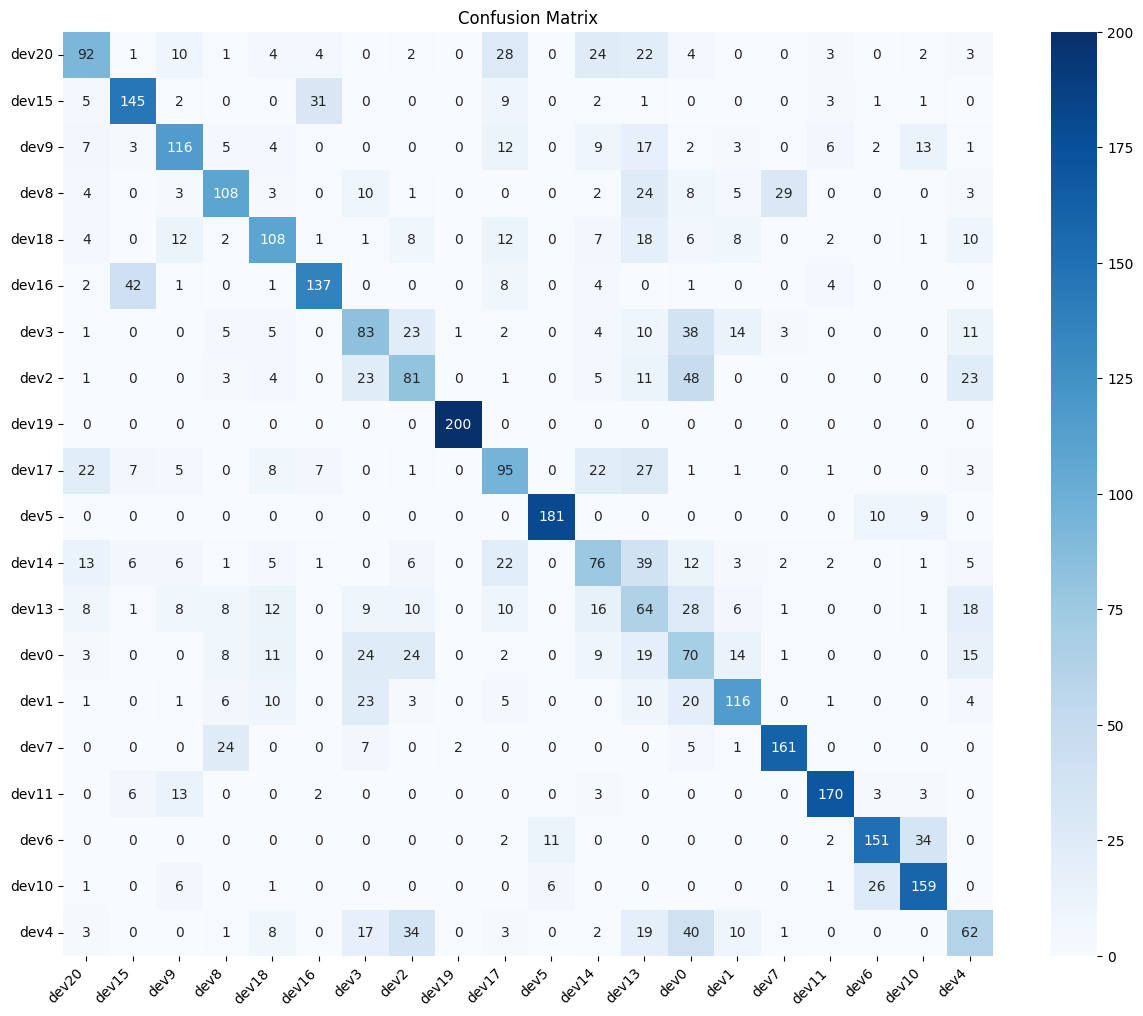 Confusion Matrix
dev20 92 1 10 1 4 4 0 2 0 28 0 24 22 4 0 0 3 0 2 3
dev15 5 145 2 0 0 31 0 0 0 9 0 2 1 0 0 0 3 1 1 0
dev9 7 3 116 5 4 0 0 0 0 12 0 9 17 2 3 0 6 2 13 1
dev8 4 0 3 108 3 0 10 1 0 0 0 2 24 8 5 29 0 0 0 3
dev18 4 0 12 2 108 1 1 8 0 12 0 7 18 6 8 0 2 0 1 10
dev16 2 42 1 0 1 137 0 0 0 8 0 4 0 1 0 0 4 0 0 0
dev3 1 0 0 5 5 0 83 23 1 2 0 4 10 38 14 3 0 0 0 11
dev2 1 0 0 3 4 0 23 81 0 1 0 5 11 48 0 0 0 0 0 23
dev19 0 0 0 0 0 0 0 0 200 0 0 0 0 0 0 0 0 0 0 0
dev17 22 7 5 0 8 7 0 1 0 95 0 22 27 1 1 0 1 0 0 3
dev5 0 0 0 0 0 0 0 0 0 0 181 0 0 0 0 0 0 10 9 0
dev14 13 6 6 1 5 1 0 6 0 22 0 76 39 12 3 2 2 0 1 5
dev13 8 1 8 8 12 0 9 10 0 10 0 16 64 28 6 1 0 0 1 18
dev0 3 0 0 8 11 0 24 24 0 2 0 9 19 70 14 1 0 0 0 15
dev1 1 0 1 6 10 0 23 3 0 5 0 0 10 20 116 0 1 0 0 4
dev7 0 0 0 24 0 0 7 0 2 0 0 0 0 5 1 161 0 0 0 0
dev11 0 6 13 0 0 2 0 0 0 0 0 3 0 0 0 0 170 3 3 0
dev6 0 0 0 0 0 0 0 0 0 2 11 0 0 0 0 0 2 151 34 0
dev10 1 0 6 0 1 0 0 0 0 0 6 0 0 0 0 0 1 26 159 0
dev4 3 0 0 1 8 0 17 34 0 3 0 2 19 40 10 1 0 0 0 62
dev20 dev15 dev9 dev8 dev18 dev16 dev3 dev2 dev19 dev17 dev5 dev14 dev13 dev0 dev1 dev7 dev11 dev6 dev10 dev4
200
175
150
125
100
75
50
25
0